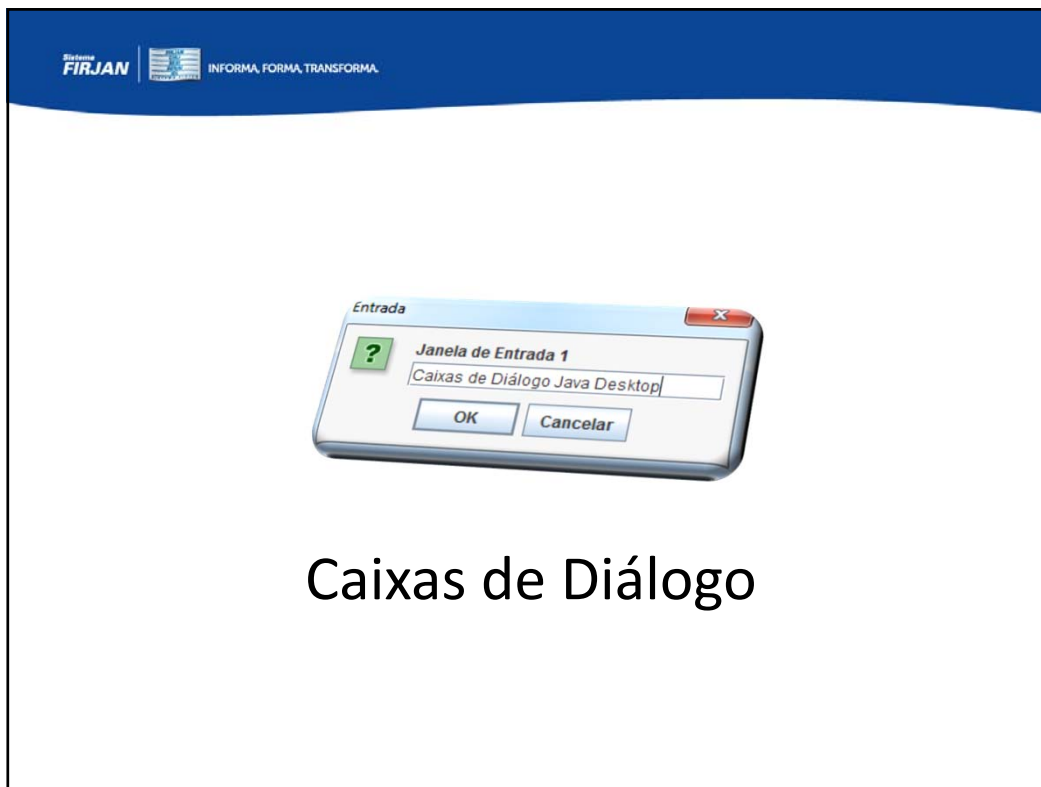 Sistema
FIRJAN
INFORMA, FORMA, TRANSFORMA.
Entrada
Janela de Entrada 1
Caixas de Diálogo Java Desktop
OK Cancelar
Caixas de Diálogo